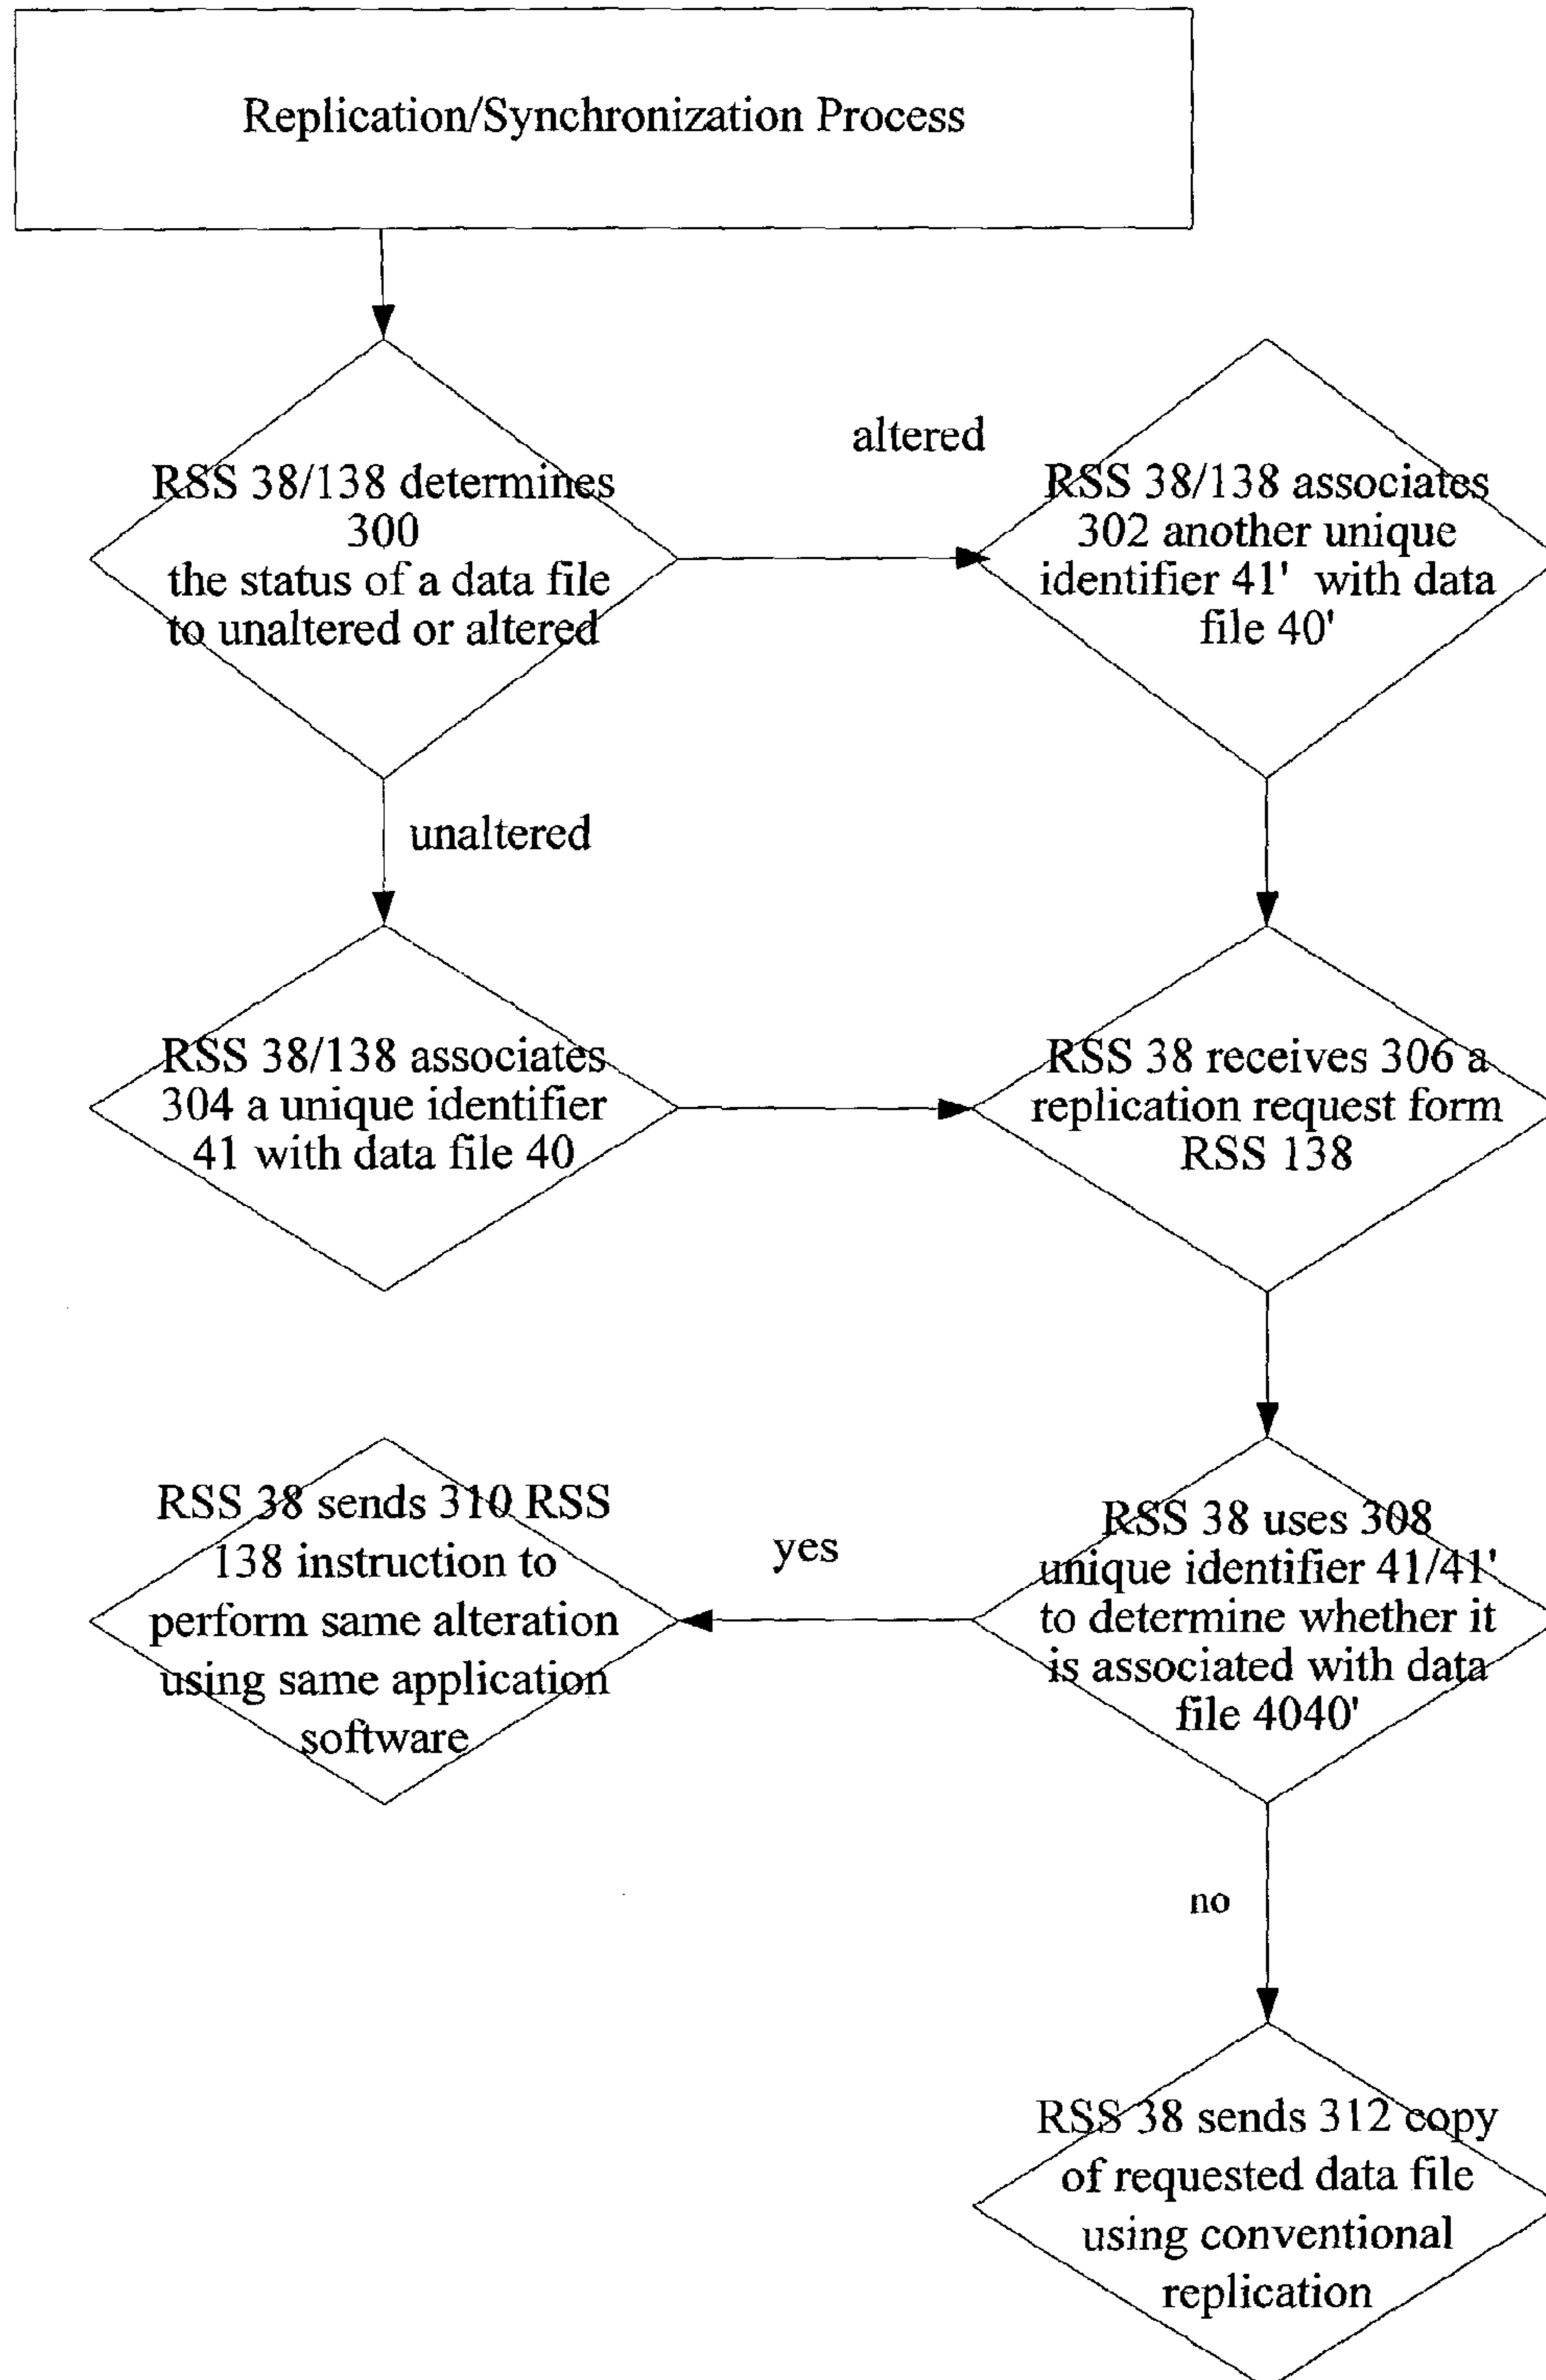 Replication/Synchronization Process
RSS 38/138 determines
300
the status of a data file
to unaltered or altered
altered
RSS 38/138 associates
302 another unique
identifier 41' with data
file 40'
unaltered
RSS 38/138 associates
304 a unique identifier
41 with data file 40
RSS 38 receives 306 a
replication request form
RSS 138
RSS 38 sends 310 RSS
138 instruction to
perform same alteration
using same application
software
yes
RSS 38 uses 308
unique identifier 41/41'
to determine whether it
is associated with data
file 4040'
no
RSS 38 sends 312 copy
of requested data file
using conventional
replication